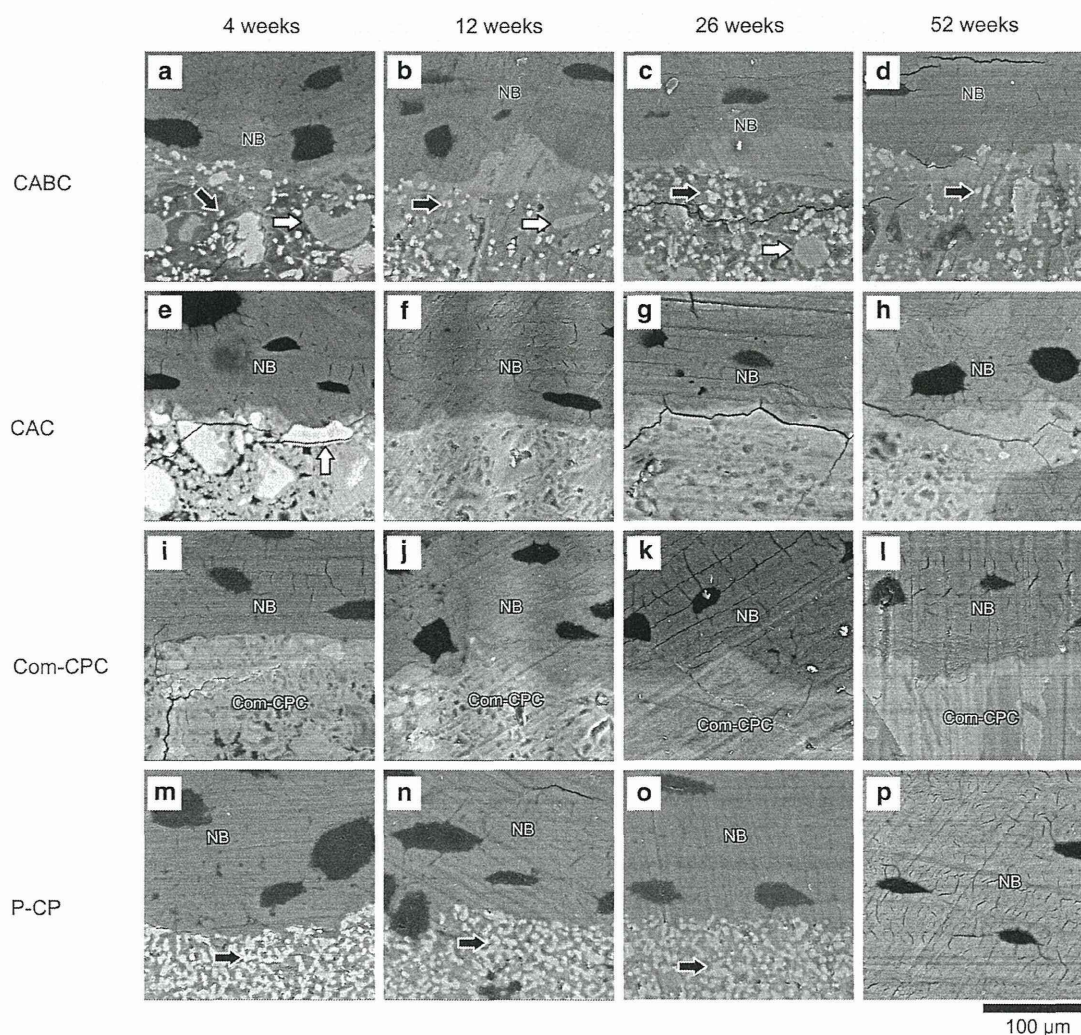 4 weeks 12 weeks 26 weeks 52 weeks
CABC
a b c d
NB NB NB NB
CAC
e f g h
NB NB NB NB
Com-CPC
i j k l
NB NB NB NB
Com-CPC Com-CPC Com-CPC Com-CPC
P-CP
m n o p
NB NB NB NB
100 μm